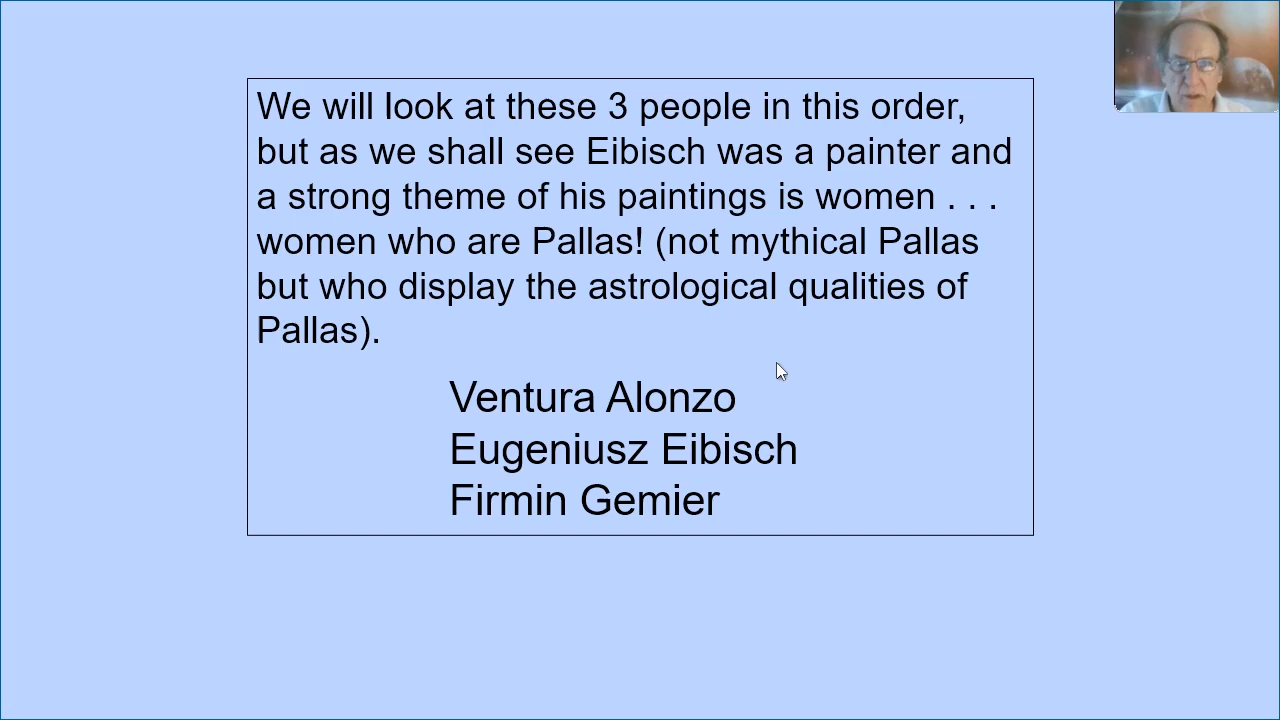 We will look at these 3 people in this order,
but as we shall see Eibisch was a painter and
a strong theme of his paintings is women . . .
women who are Pallas! (not mythical Pallas
but who display the astrological qualities of
Pallas).
Ventura Alonzo
Eugeniusz Eibisch
Firmin Gemier